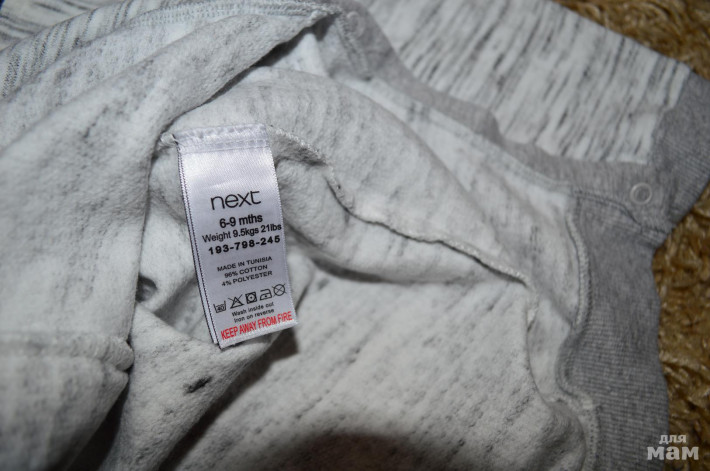 next
6-9 mths
Weight 9.5kgs 21lbs
193-798-245
MADE IN TUNISIA
96% COTTON
4% POLYESTER
40
Wash inside out
Iron on reverse
KEEP AWAY FROM FIRE
для
мам